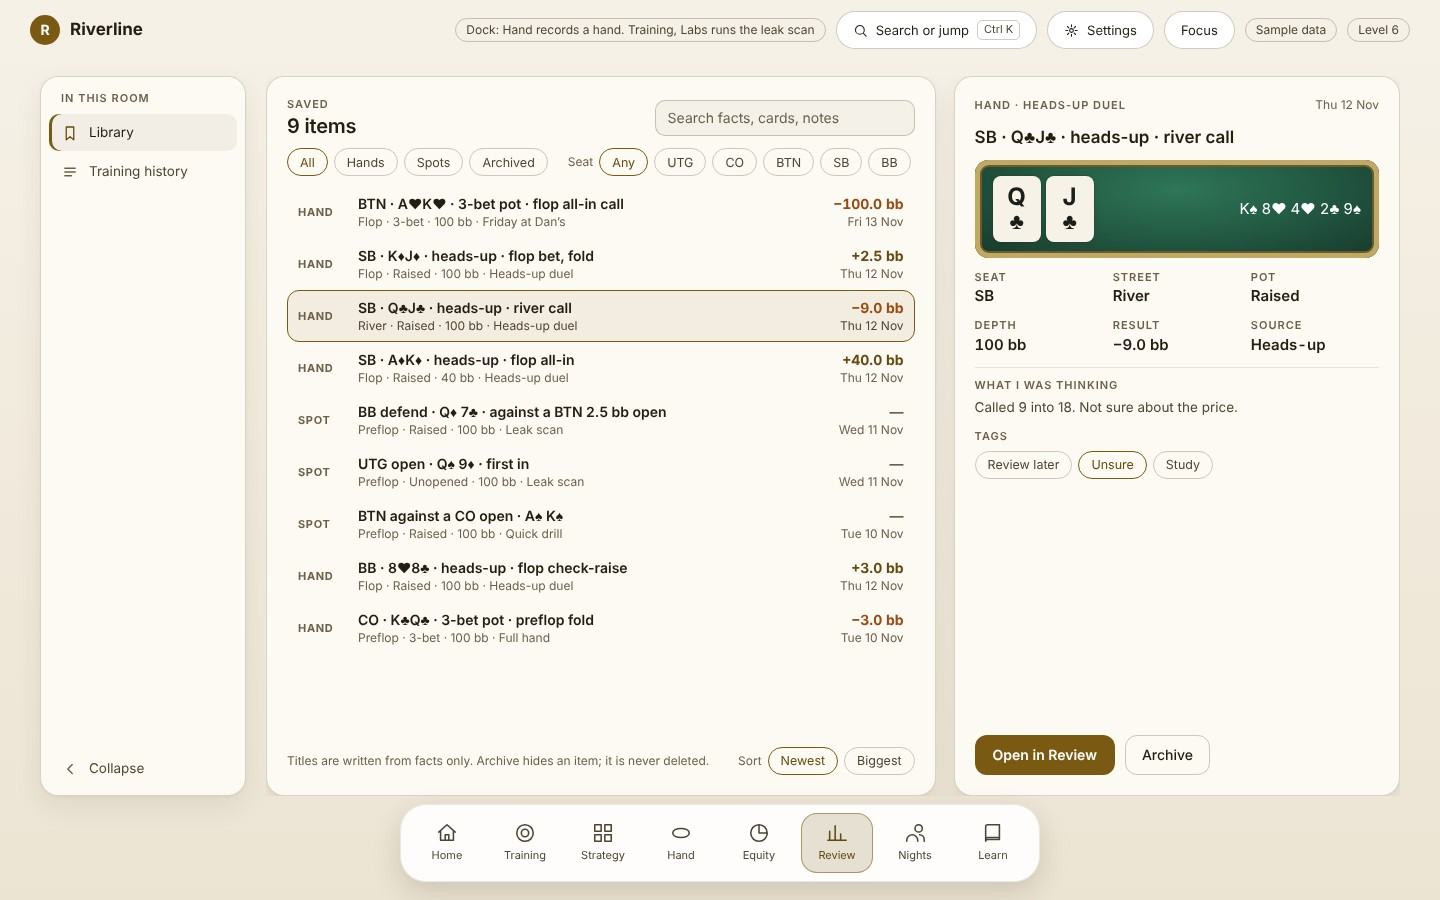 R Riverline
Dock: Hand records a hand. Training, Labs runs the leak scan
Search or jump Ctrl K
Settings
Focus
Sample data
Level 6
IN THIS ROOM
Library
Training history
Collapse
SAVED
9 items
Search facts, cards, notes
All Hands Spots Archived Seat Any UTG CO BTN SB BB
HAND
BTN · A♥K♥ · 3-bet pot · flop all-in call −100.0 bb
Flop · 3-bet · 100 bb · Friday at Dan’s Fri 13 Nov
HAND
SB · K♦J♦ · heads-up · flop bet, fold +2.5 bb
Flop · Raised · 100 bb · Heads-up duel Thu 12 Nov
HAND
SB · Q♣J♣ · heads-up · river call −9.0 bb
River · Raised · 100 bb · Heads-up duel Thu 12 Nov
HAND
SB · A♦K♦ · heads-up · flop all-in +40.0 bb
Flop · Raised · 40 bb · Heads-up duel Thu 12 Nov
SPOT
BB defend · Q♦ 7♣ · against a BTN 2.5 bb open —
Preflop · Raised · 100 bb · Leak scan Wed 11 Nov
SPOT
UTG open · Q♠ 9♦ · first in —
Preflop · Unopened · 100 bb · Leak scan Wed 11 Nov
SPOT
BTN against a CO open · A♠ K♠ —
Preflop · Raised · 100 bb · Quick drill Tue 10 Nov
HAND
BB · 8♥8♣ · heads-up · flop check-raise +3.0 bb
Flop · Raised · 100 bb · Heads-up duel Thu 12 Nov
HAND
CO · K♣Q♣ · 3-bet pot · preflop fold −3.0 bb
Preflop · 3-bet · 100 bb · Full hand Tue 10 Nov
Titles are written from facts only. Archive hides an item; it is never deleted. Sort Newest Biggest
HAND · HEADS-UP DUEL Thu 12 Nov
SB · Q♣J♣ · heads-up · river call
Q J
♣ ♣
K♠ 8♥ 4♥ 2♣ 9♠
SEAT STREET POT
SB River Raised
DEPTH RESULT SOURCE
100 bb −9.0 bb Heads-up
WHAT I WAS THINKING
Called 9 into 18. Not sure about the price.
TAGS
Review later Unsure Study
Open in Review Archive
Home Training Strategy Hand Equity Review Nights Learn